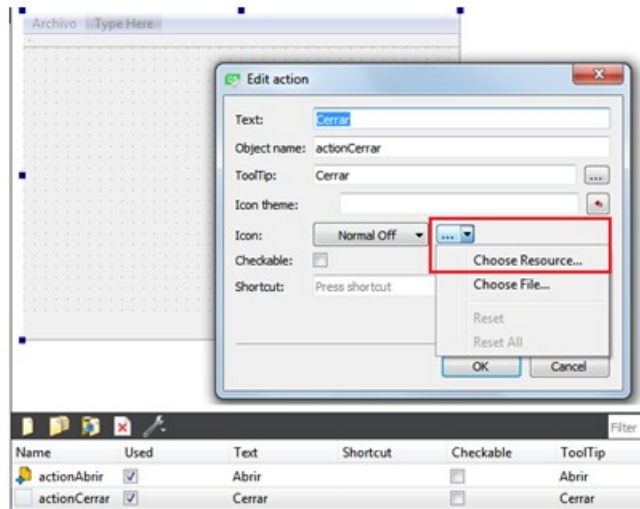 Archivo Type Here
Edit action
Text: Cerrar
Object name: actionCerrar
ToolTip: Cerrar ...
Icon theme:
Icon: Normal Off ...
Choose Resource...
Checkable:
Choose File...
Shortcut: Press shortcut
Reset
Reset All
OK Cancel
Filter
Name Used Text Shortcut Checkable ToolTip
actionAbrir Abrir Abrir
actionCerrar Cerrar Cerrar